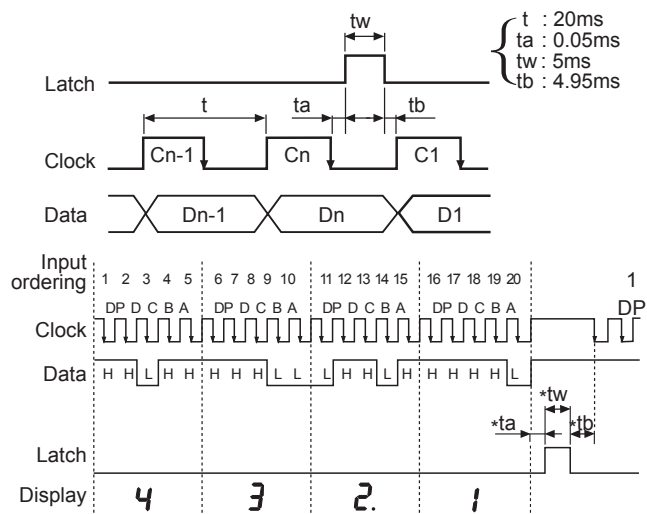 tw
t : 20ms
ta : 0.05ms
tw : 5ms
tb : 4.95ms
Latch
t ta tb
Clock Cn-1 Cn C1
Data Dn-1 Dn D1
Input ordering 1 2 3 4 5 6 7 8 9 10 11 12 13 14 15 16 17 18 19 20 1
DP D C B A DP D C B A DP D C B A DP D C B A DP
Clock
Data H H L H H H H H L L L H H L H H H H H L
*tw
*ta *tb
Latch
Display 4 3 2. 1